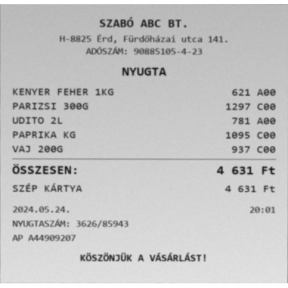 SZABÓ ABC BT.
H-8825 Érd, Fürdőházai utca 141.
ADÓSZÁM: 90885105-4-23
NYUGTA
KENYER FEHER 1KG 621 A00
PARIZSI 300G 1297 C00
UDITO 2L 781 A00
PAPRIKA KG 1095 C00
VAJ 200G 937 C00
ÖSSZESEN: 4 631 Ft
SZÉP KÁRTYA 4 631 Ft
2024.05.24. 20:01
NYUGTASZÁM: 3626/85943
AP A44909207
KÖSZÖNJÜK A VÁSÁRLÁST!